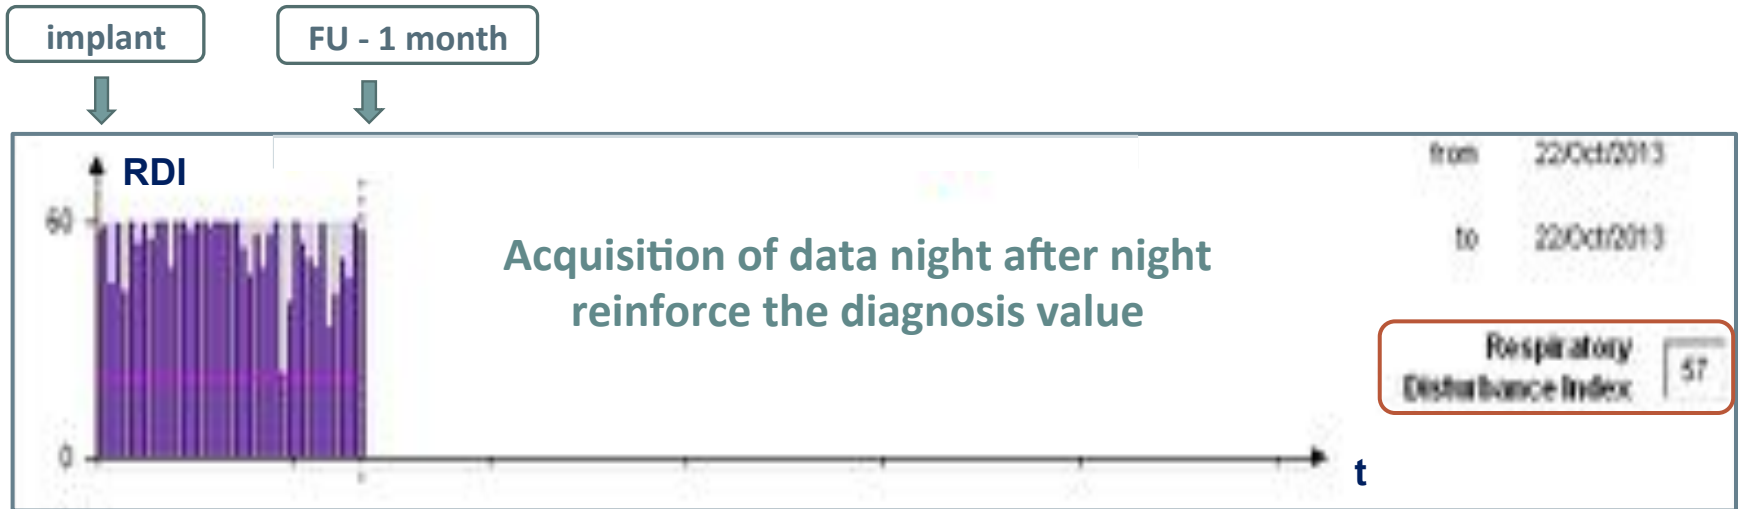 implant
FU - 1 month
RDI
60
0
t
Acquisition of data night after night
reinforce the diagnosis value
from 22/Oct/2013
to 22/Oct/2013
Respiratory
Disturbance Index 57